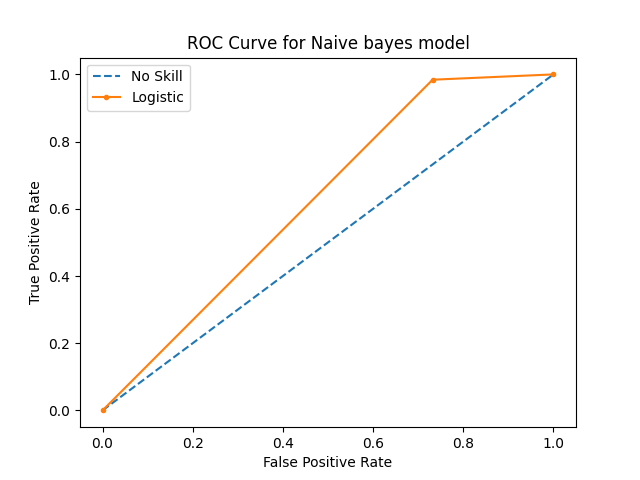 ROC Curve for Naive bayes model
No Skill
Logistic
True Positive Rate
1.0
0.8
0.6
0.4
0.2
0.0
0.0 0.2 0.4 0.6 0.8 1.0
False Positive Rate